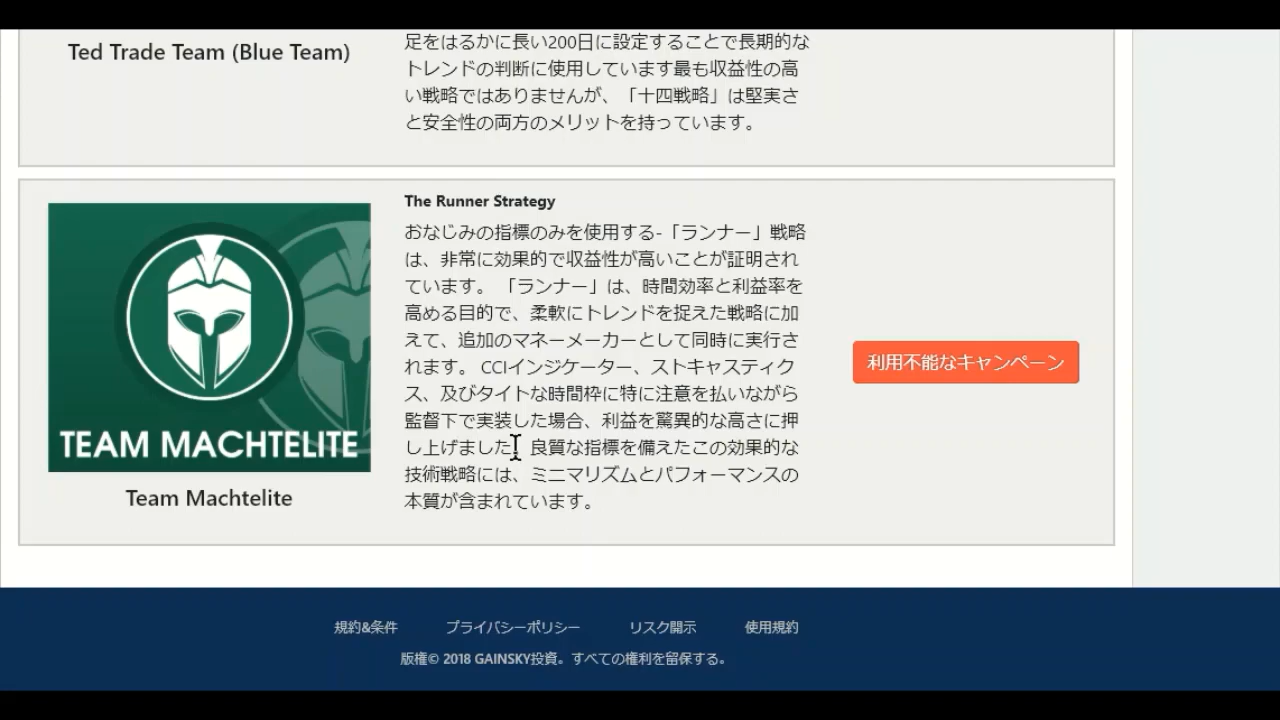 足をはるかに長い200日に設定することで長期的な
Ted Trade Team (Blue Team)
トレンドの判断に使用しています最も収益性の高
い戦略ではありませんが、「十四戦略」は堅実さ
と安全性の両方のメリットを持っています。
The Runner Strategy
おなじみの指標のみを使用する-「ランナー」戦略
は、非常に効果的で収益性が高いことが証明され
ています。 「ランナー」は、時間効率と利益率を
高める目的で、柔軟にトレンドを捉えた戦略に加
えて、追加のマネーメーカーとして同時に実行さ
れます。 CCIインジケーター、ストキャスティク
ス、及びタイトな時間枠に特に注意を払いながら
監督下で実装した場合、利益を驚異的な高さに押
し上げました 良質な指標を備えたこの効果的な
技術戦略には、ミニマリズムとパフォーマンスの
本質が含まれています。
TEAM MACHTELITE
Team Machtelite
利用不能なキャンペーン
規約&条件 プライバシーポリシー リスク開示 使用規約
版権© 2018 GAINSKY投資。すべての権利を留保する。